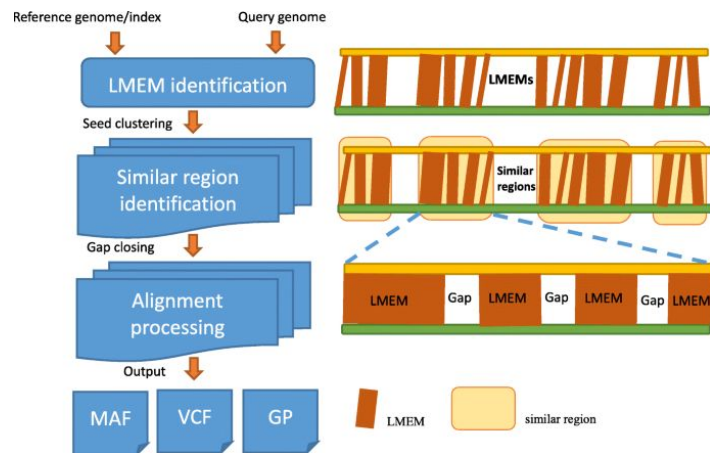 Reference genome/index
Query genome
LMEM identification
Seed clustering
Similar region
identification
Gap closing
Alignment
processing
Output
MAF
VCF
GP
LMEMs
Similar
regions
LMEM
Gap
LMEM
Gap
LMEM
Gap
LMEM
LMEM
similar region